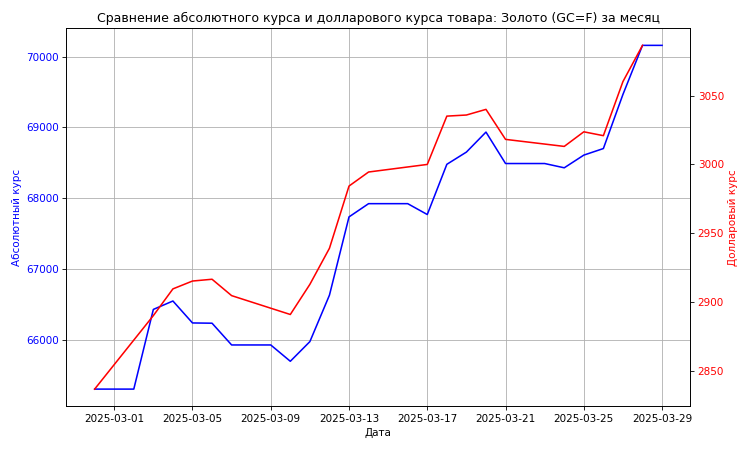 Сравнение абсолютного курса и долларового курса товара: Золото (GC=F) за месяц
Абсолютный курс
70000
69000
68000
67000
66000
3050
3000
2950
2900
2850
Долларовый курс
2025-03-01 2025-03-05 2025-03-09 2025-03-13 2025-03-17 2025-03-21 2025-03-25 2025-03-29
Дата